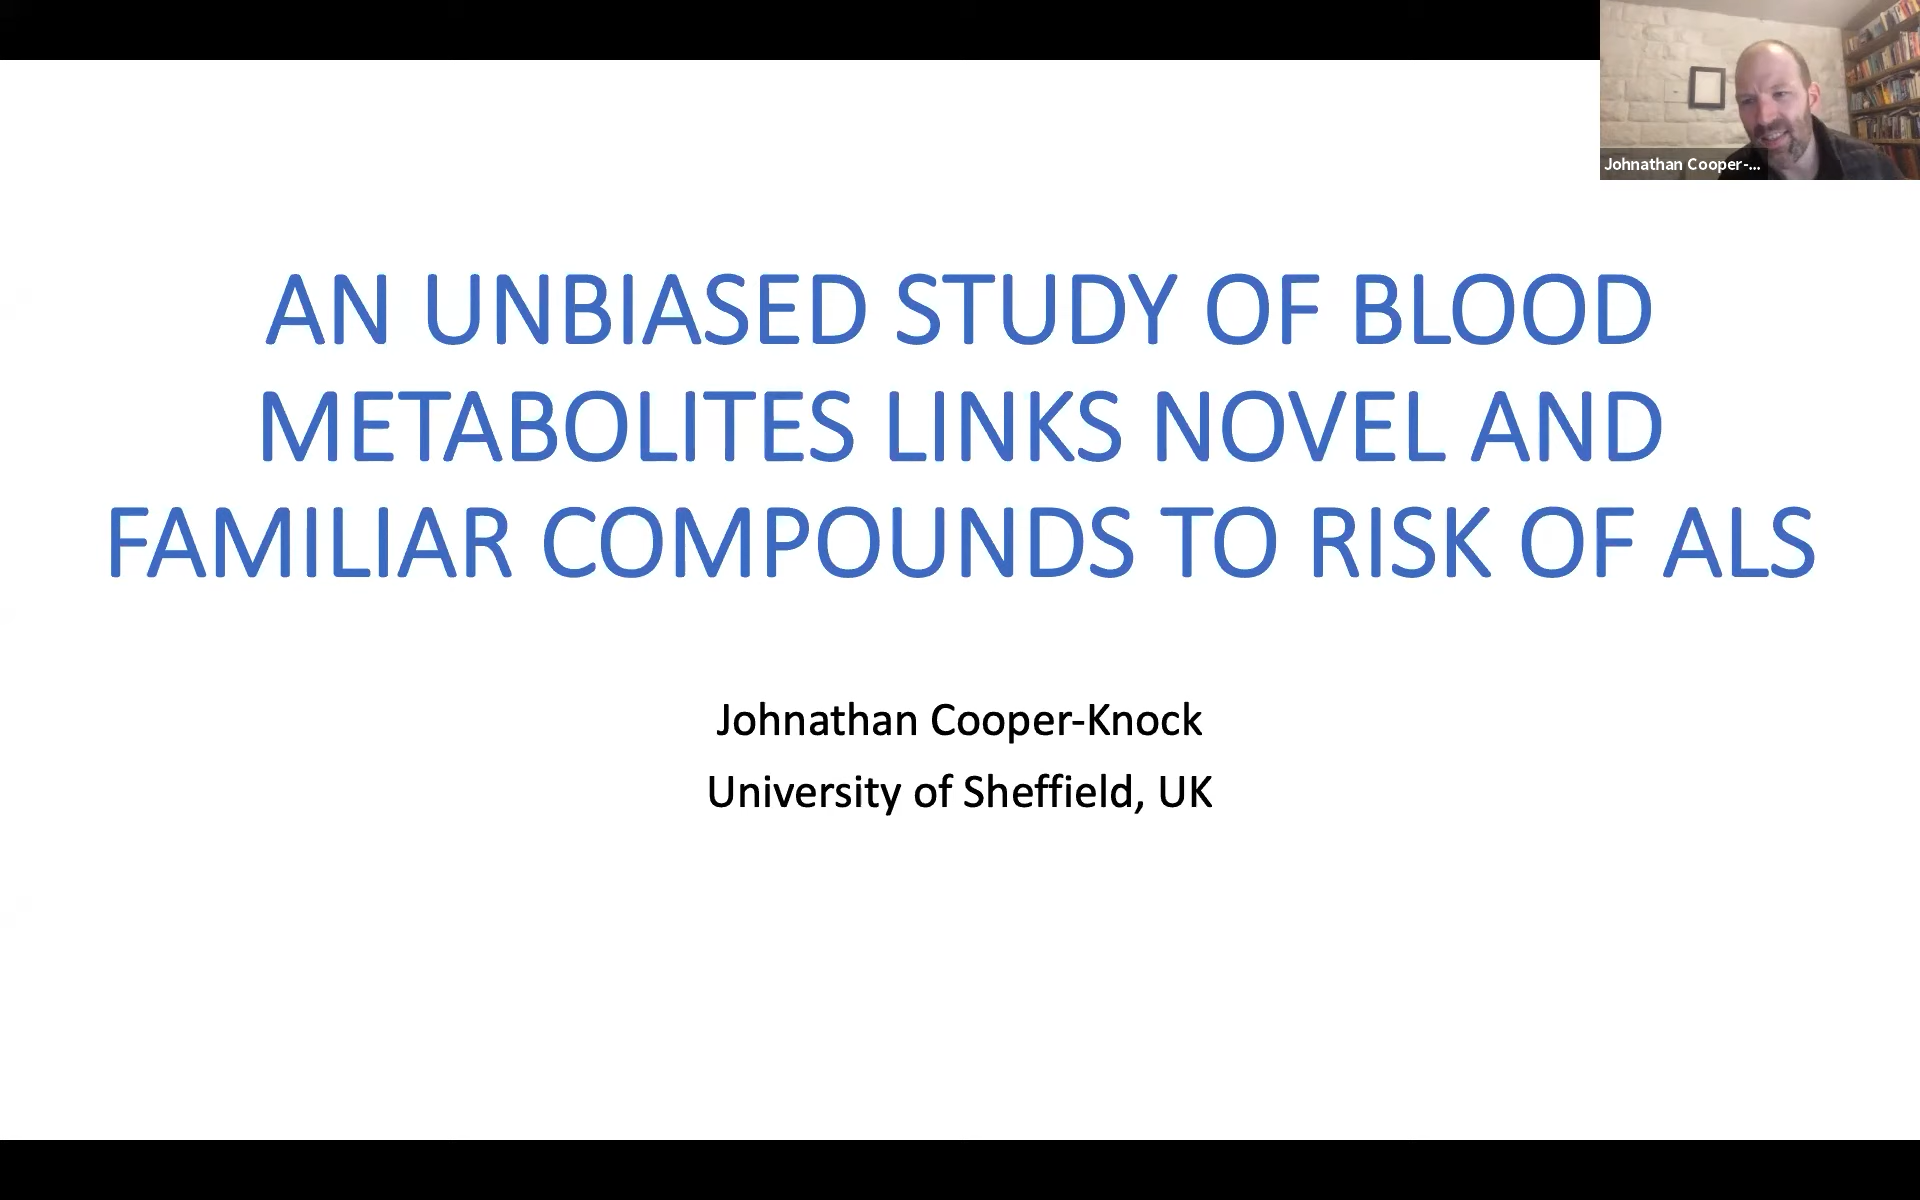 Johnathan Cooper-...
AN UNBIASED STUDY OF BLOOD
METABOLITES LINKS NOVEL AND
FAMILIAR COMPOUNDS TO RISK OF ALS
Johnathan Cooper-Knock
University of Sheffield, UK